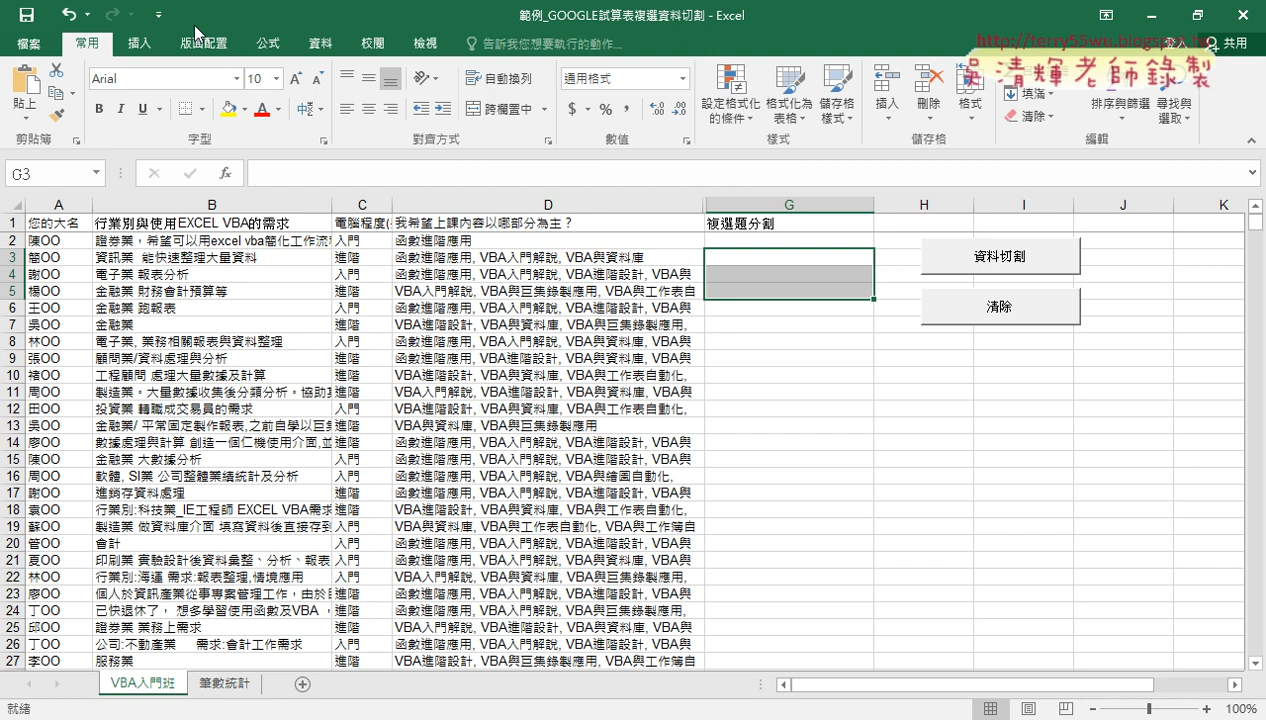 範例_GOOGLE試算表複選資料切割 - Excel
檔案 常用 插入 版面配置 公式 資料 校閱 檢視 告訴我您想要執行的動作... 登入 共用
http://terry55wu.blogspot.tw
吳清輝老師錄製
貼上 Arial 10 自動換列 通用格式 設定格式化的條件 格式化為表格 儲存格樣式 插入 刪除 格式 填滿 清除 排序與篩選 尋找與選取
B I U 中 跨欄置中 $ % ,
剪貼簿 字型 對齊方式 數值 樣式 儲存格 編輯
G3 fx
A B C D G H I J K
1 您的大名 行業別與使用EXCEL VBA的需求 電腦程度( 我希望上課內容以哪部分為主? 複選題分割
2 陳OO 證券業,希望可以用excel vba簡化工作流程 入門 函數進階應用
3 簡OO 資訊業 能快速整理大量資料 進階 函數進階應用, VBA入門解說, VBA與資料庫
資料切割
4 謝OO 電子業 報表分析 入門 函數進階應用, VBA入門解說, VBA進階設計, VBA與
5 楊OO 金融業 財務會計預算等 進階 VBA入門解說, VBA與巨集錄製應用, VBA與工作表自
6 王OO 金融業 跑報表 入門 函數進階應用, VBA入門解說, VBA進階設計, VBA與
清除
7 吳OO 金融業 進階 VBA進階設計, VBA與資料庫, VBA與巨集錄製應用,
8 林OO 電子業, 業務相關報表與資料整理 入門 函數進階應用, VBA入門解說, VBA與資料庫, VBA與
9 張OO 顧問業/資料處理與分析 進階 函數進階應用, VBA進階設計, VBA與資料庫, VBA與
10 褚OO 工程顧問 處理大量數據及計算 進階 VBA進階設計, VBA與資料庫, VBA與工作表自動化,
11 周OO 製造業。大量數據收集後分類分析。協助 進階 VBA入門解說, VBA進階設計, VBA與資料庫, VBA與
12 田OO 投資業 轉職成交易員的需求 入門 VBA進階設計, VBA與資料庫, VBA與工作表自動化,
13 吳OO 金融業/ 平常固定製作報表,之前自學以巨集 進階 VBA與資料庫, VBA與巨集錄製應用
14 廖OO 數據處理與計算 創造一個仁機使用介面,並 進階 函數進階應用, VBA入門解說, VBA進階設計, VBA與
15 陳OO 金融業 大數據分析 入門 函數進階應用, VBA入門解說, VBA進階設計, VBA與
16 周OO 軟體, SI業 公司整體業績統計及分析 入門 函數進階應用, VBA入門解說, VBA與繪圖自動化,
17 謝OO 進銷存資料處理 進階 函數進階應用, VBA入門解說, VBA進階設計, VBA與
18 袁OO 行業別:科技業_IE工程師 EXCEL VBA需求 進階 VBA進階設計, VBA與資料庫, VBA與工作表自動化,
19 蘇OO 製造業 做資料庫介面 填寫資料後直接存到 入門 VBA與資料庫, VBA與工作表自動化, VBA與工作簿自
20 管OO 會計 入門 函數進階應用, VBA入門解說, VBA進階設計, VBA與
21 夏OO 印刷業 實驗設計後資料彙整、分析、報表 入門 函數進階應用, VBA入門解說, VBA進階設計, VBA與
22 林OO 行業別:海運 需求:報表整理,情境應用 入門 VBA入門解說, VBA與資料庫, VBA與巨集錄製應用,
23 廖OO 個人於資訊產業從事專案管理工作,由於 進階 函數進階應用, VBA入門解說, VBA進階設計, VBA與
24 丁OO 已快退休了, 想多學習使用函數及VBA , 進階 函數進階應用, VBA入門解說, VBA與巨集錄製應用,
25 邱OO 證券業 業務上需求 進階 VBA入門解說, VBA進階設計, VBA與資料庫, VBA與
26 丁OO 公司:不動產業 需求:會計工作需求 入門 函數進階應用, VBA入門解說, VBA進階設計, VBA與
27 李OO 服務業 進階 VBA進階設計, VBA與巨集錄製應用, VBA與工作簿自
VBA入門班 筆數統計
就緒 100%